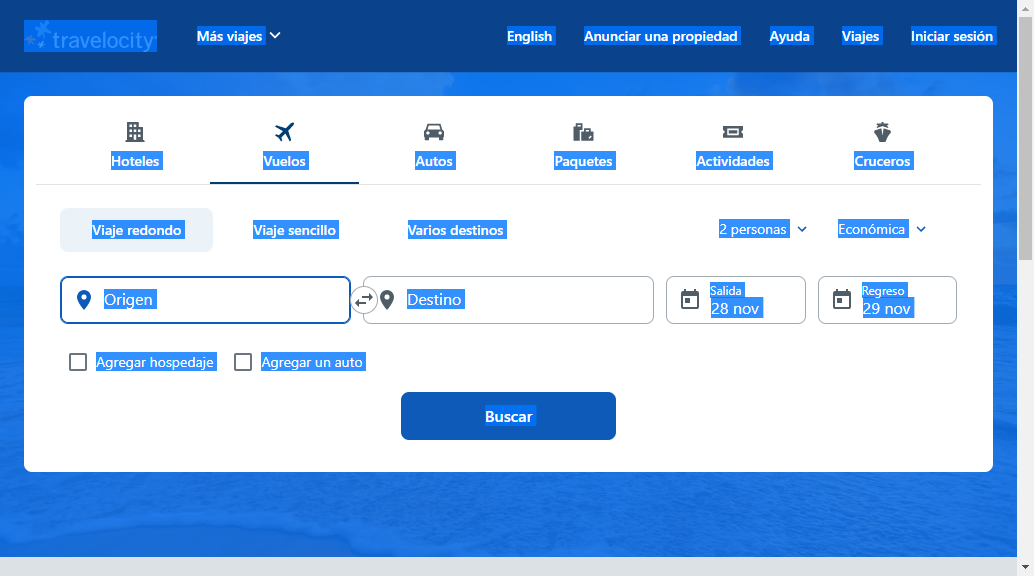 travelocity
Más viajes
English
Anunciar una propiedad
Ayuda
Viajes
Iniciar sesión
Hoteles
Vuelos
Autos
Paquetes
Actividades
Cruceros
Viaje redondo
Viaje sencillo
Varios destinos
2 personas
Económica
Origen
Destino
Salida
28 nov
Regreso
29 nov
Agregar hospedaje
Agregar un auto
Buscar